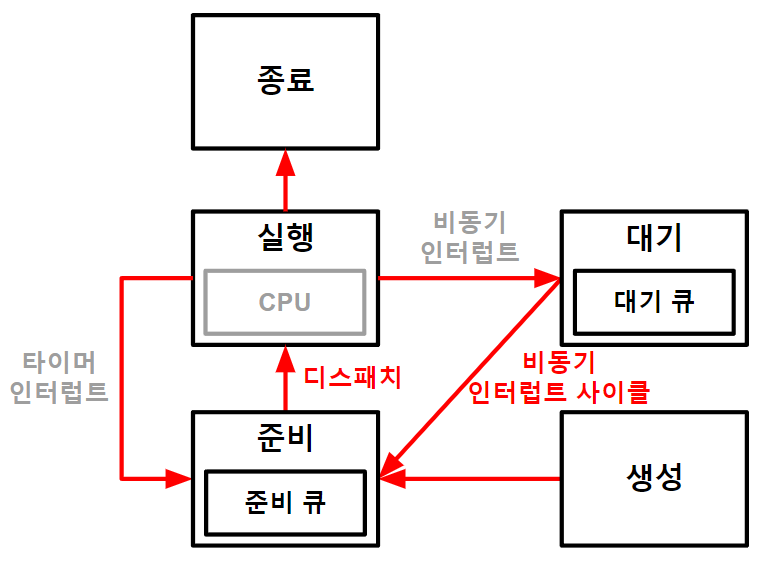 종료
실행
CPU
비동기
인터럽트
대기
대기 큐
타이머
인터럽트
디스패치
비동기
인터럽트 사이클
준비
준비 큐
생성